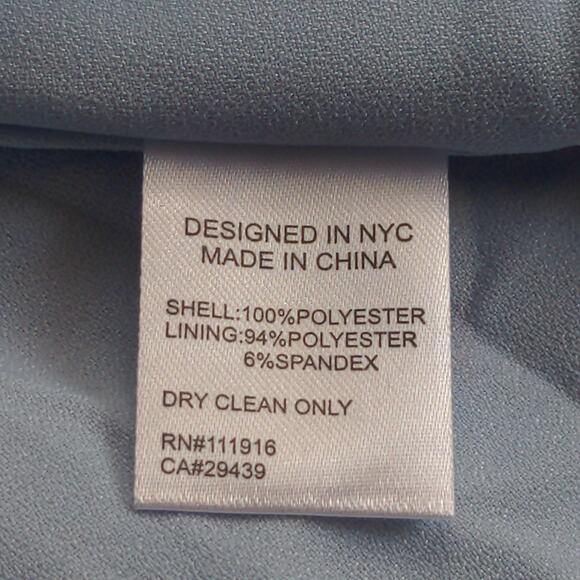 DESIGNED IN NYC
MADE IN CHINA
SHELL:100%POLYESTER
LINING:94%POLYESTER
6%SPANDEX
DRY CLEAN ONLY
RN#111916
CA#29439